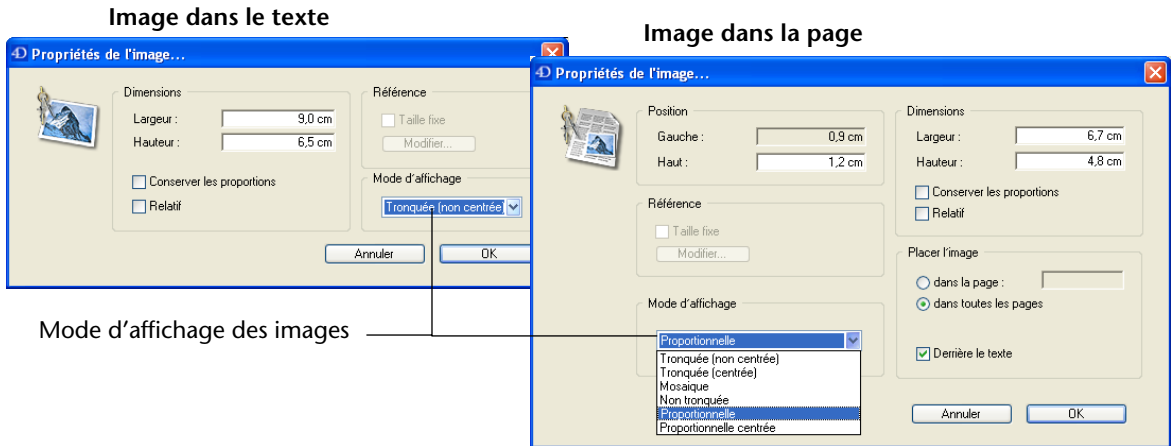 Image dans le texte
Image dans la page
Propriétés de l'image...
Dimensions
Largeur :
9,0 cm
Hauteur :
6,5 cm
Conserver les proportions
Relatif
Référence
Taille fixe
Modifier...
Mode d'affichage
Tronquée (non centrée)
Annuler
OK
Propriétés de l'image...
Position
Gauche :
0,9 cm
Haut :
1,2 cm
Référence
Taille fixe
Modifier...
Mode d'affichage
Proportionnelle
Tronquée (non centrée)
Tronquée (centrée)
Mosaique
Non tronquée
Proportionnelle
Proportionnelle centrée
Dimensions
Largeur :
6,7 cm
Hauteur :
4,8 cm
Conserver les proportions
Relatif
Placer l'image
dans la page :
dans toutes les pages
Derrière le texte
Annuler
OK
Mode d'affichage des images